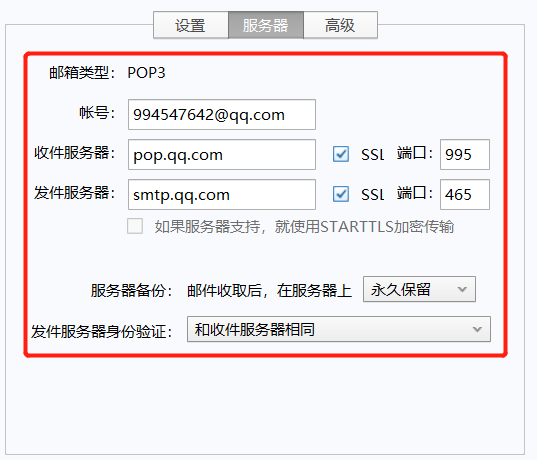 设置 服务器 高级
邮箱类型： POP3
帐号： 994547642@qq.com
收件服务器： pop.qq.com SSL 端口： 995
发件服务器： smtp.qq.com SSL 端口： 465
如果服务器支持，就使用STARTTLS加密传输
服务器备份： 邮件收取后，在服务器上 永久保留
发件服务器身份验证： 和收件服务器相同